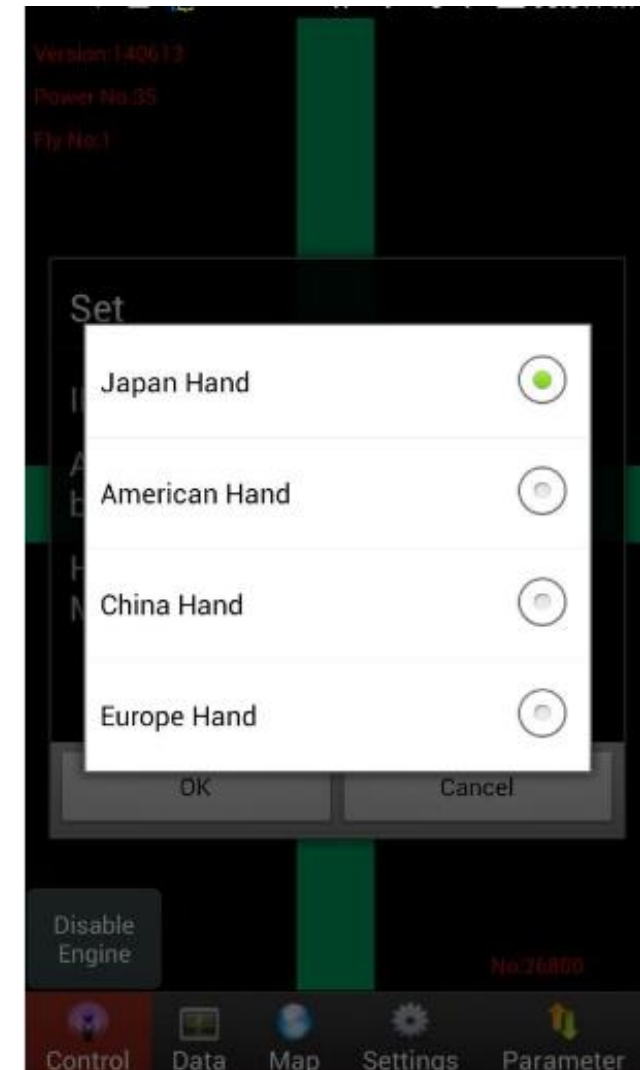 Version:140613
Power No:35
Fly No:1
Set
Japan Hand
American Hand
China Hand
Europe Hand
OK
Cancel
Disable
Engine
No:26800
Control
Data
Map
Settings
Parameter